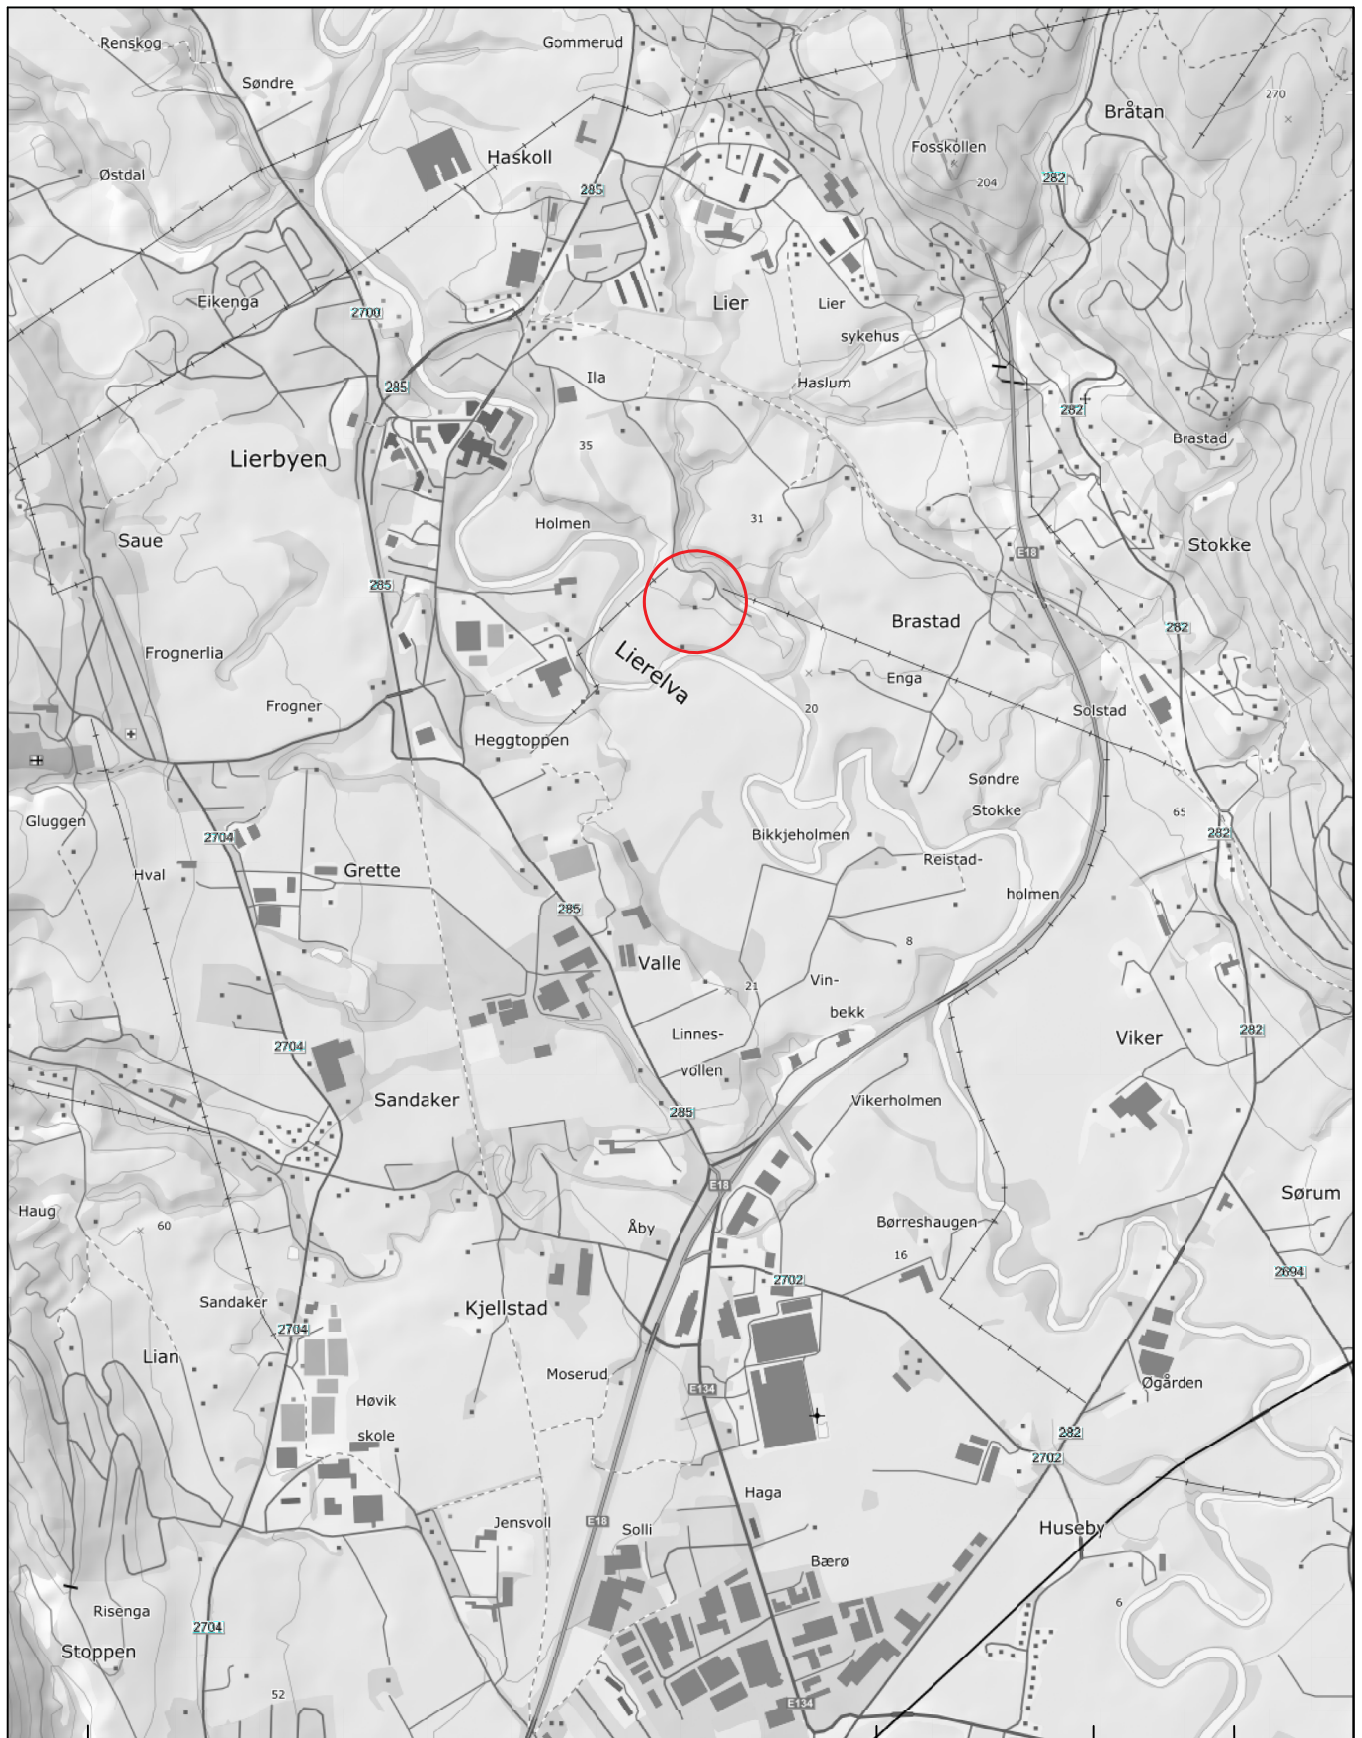 Renskog
Gommerud
Søndre
270
Bråtan
Fosskollen
Haskoll
Østdal
282
204
285
Eikenga
Lier
Lier
2700
sykehus
Ila
Haslum
285
282
Brastad
35
Lierbyen
31
Holmen
Saue
Stokke
E18
285
Brastad
282
Frognerlia
Lierelva
Enga
Frogner
20
Solstad
Heggtoppen
Søndre
Stokke
65
Gluggen
2704
Bikkjeholmen
282
Reistad-
Hval
Grette
holmen
285
8
Valle
Vin-
21
bekk
Linnes-
282
Viker
2704
vollen
Sandaker
285
Vikerholmen
E18
Sørum
Haug
60
Åby
Børreshaugen
16
2702
2694
Sandaker
Kjellstad
2704
Lian
Moserud
E134
Øgården
Høvik
skole
282
2702
Haga
Jensvoll
E18
Solli
Huseby
Bærø
Risenga
6
2704
Stoppen
52
E134